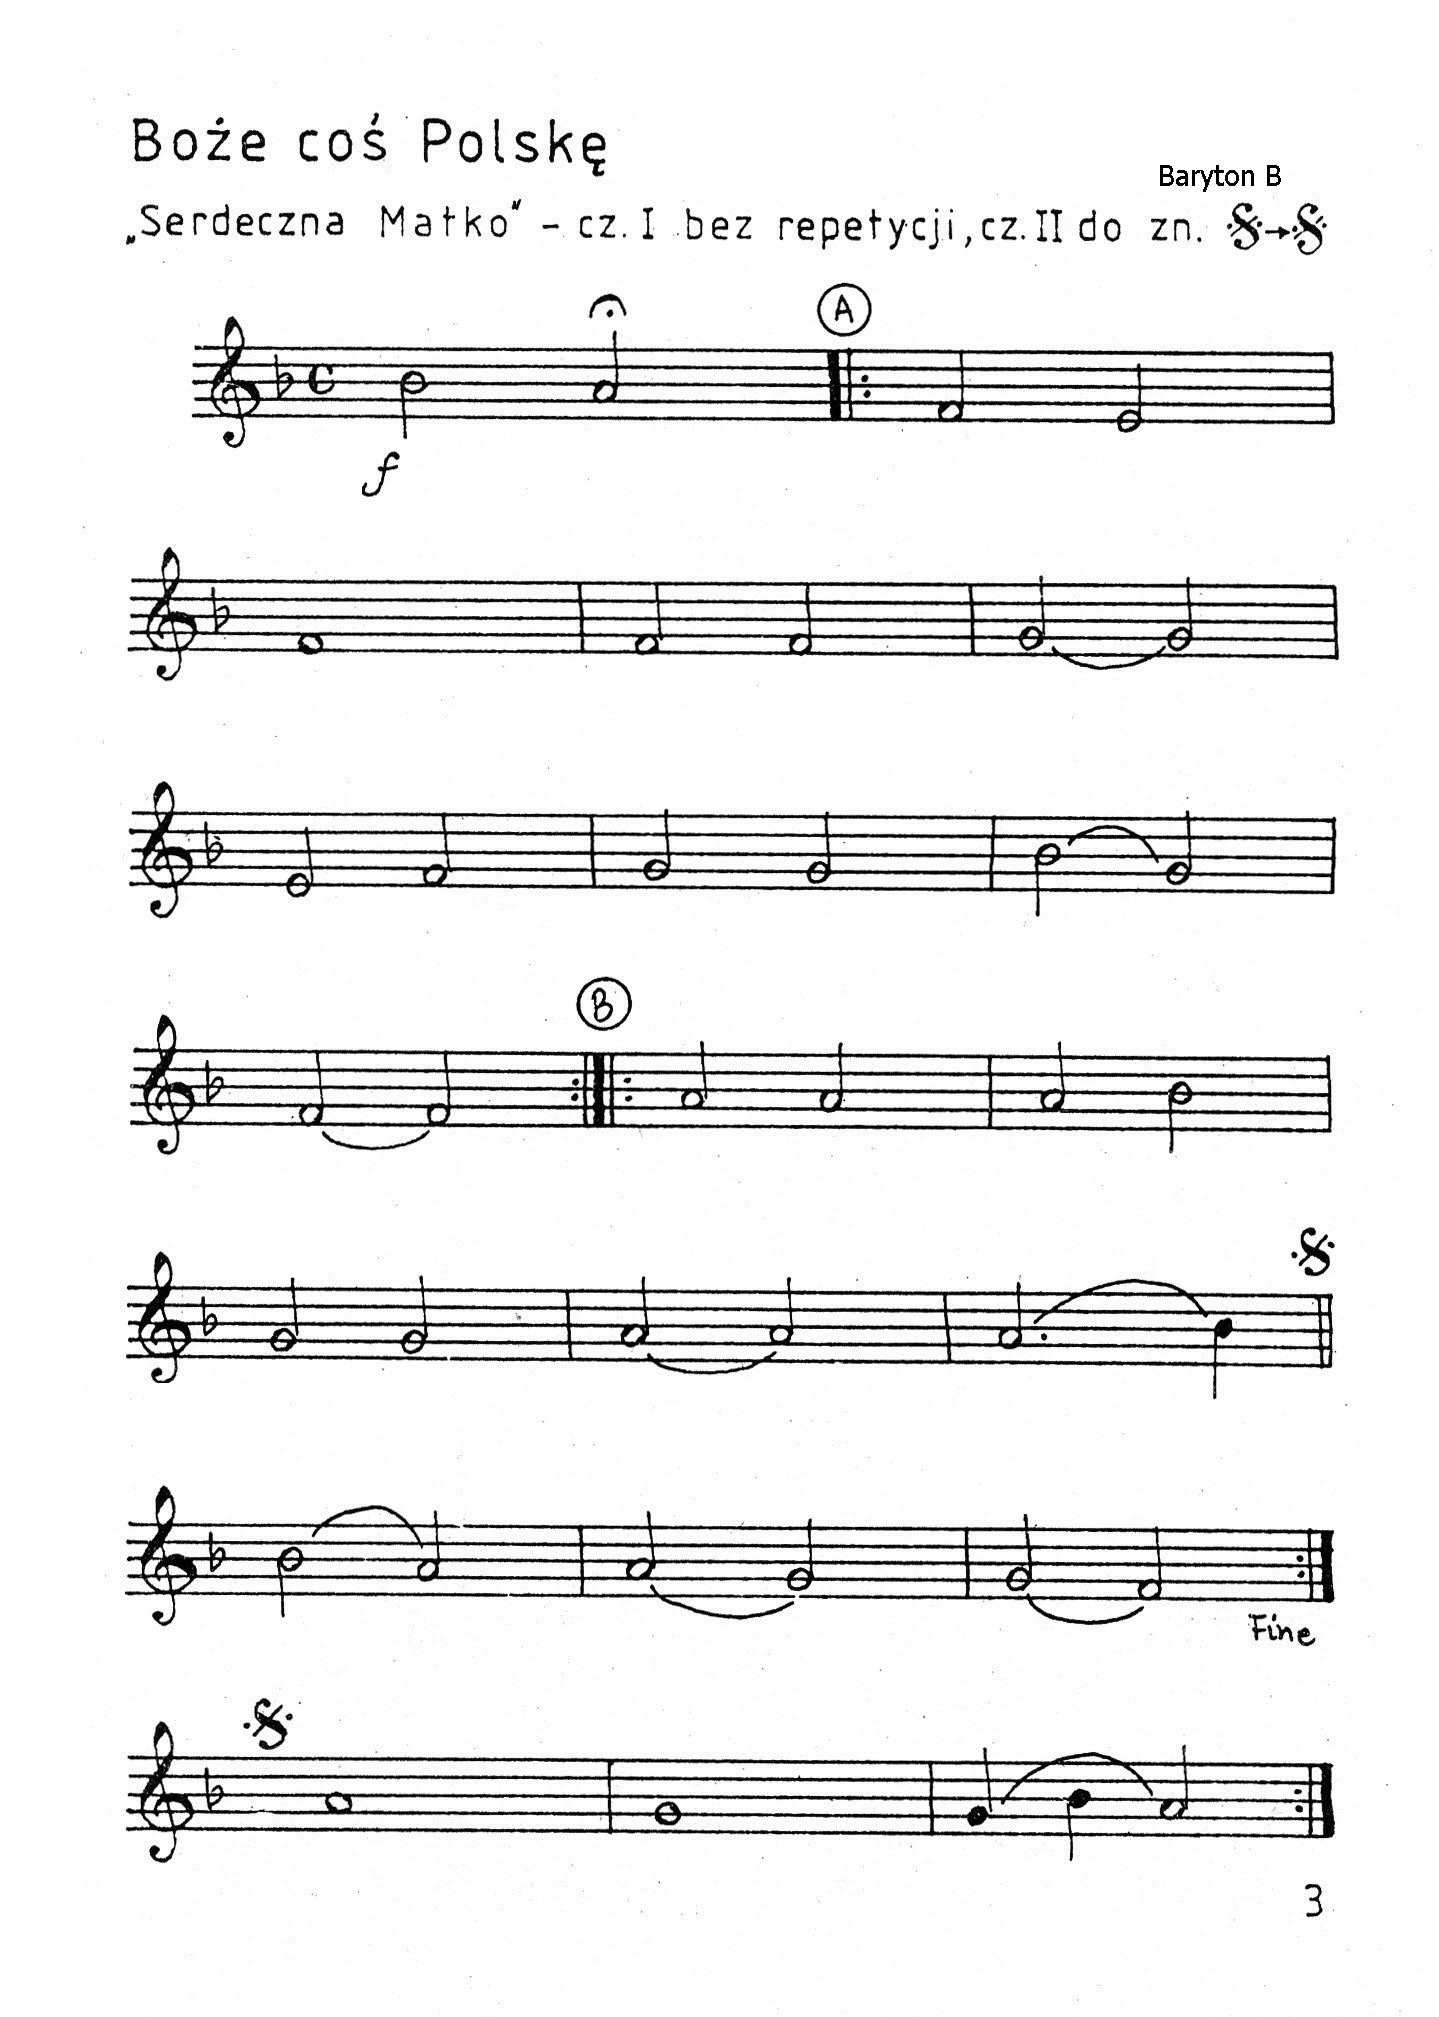 Boże coś Polskę
Baryton B
„Serdeczna Matko" – cz. I bez repetycji, cz. II do zn. 𝄋→𝄋
A
f
B
Fine
3